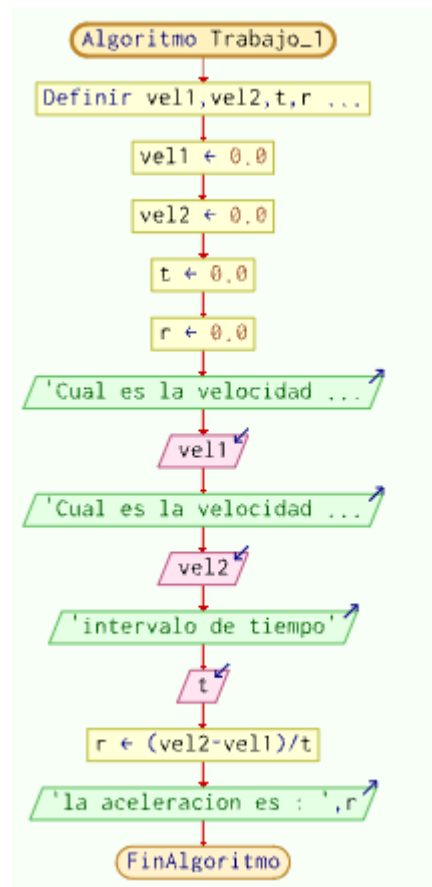 Algoritmo Trabajo_1
Definir vel1,vel2,t,r ...
vel1 ← 0.0
vel2 ← 0.0
t ← 0.0
r ← 0.0
'Cual es la velocidad ...
vel1
'Cual es la velocidad ...
vel2
'intervalo de tiempo'
t
r ← (vel2-vel1)/t
'la aceleracion es : ',r
FinAlgoritmo